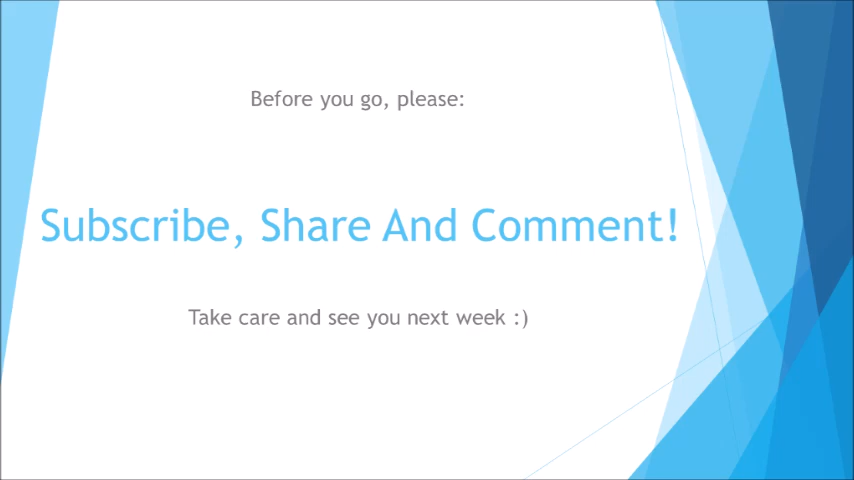 Before you go, please:
Subscribe, Share And Comment!
Take care and see you next week :)